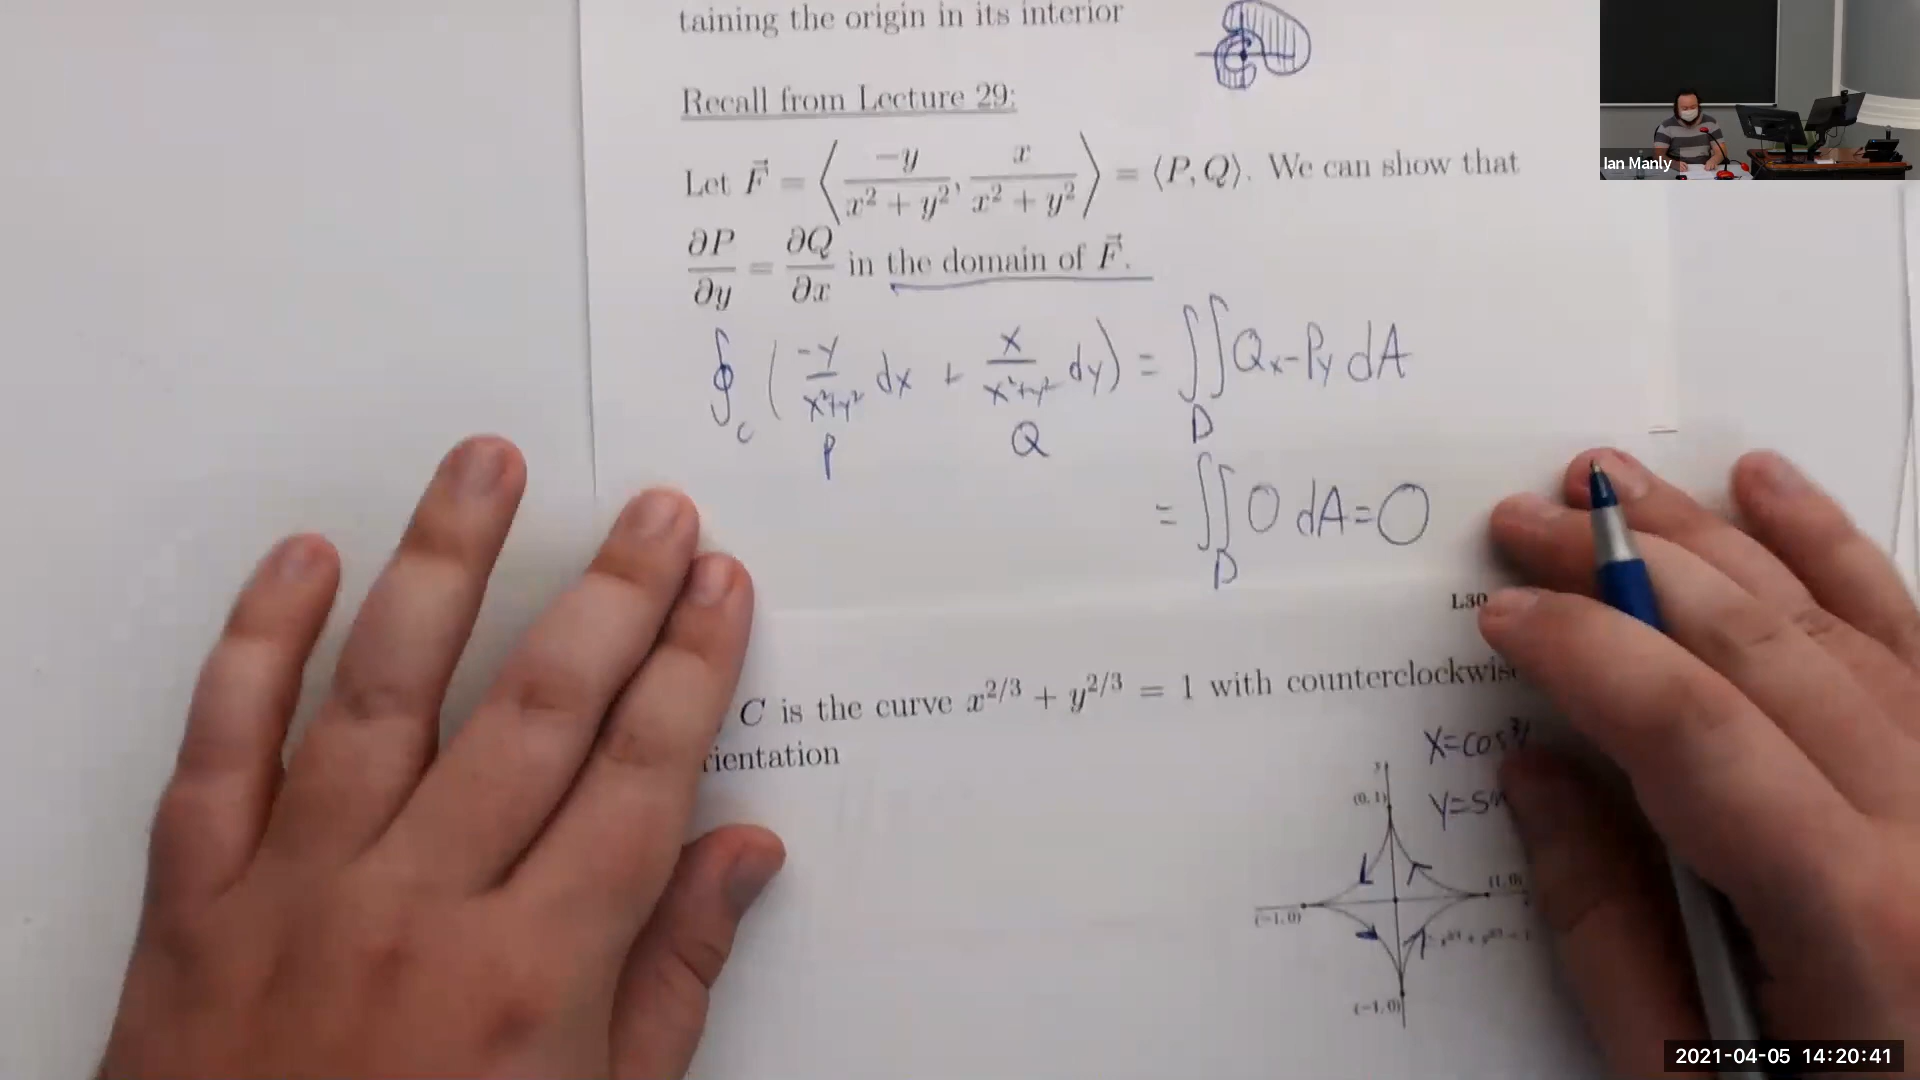 taining the origin in its interior
Recall from Lecture 29:
Let F⃗ = ⟨ −y / (x² + y²), x / (x² + y²) ⟩ = ⟨P, Q⟩. We can show that
∂P/∂y = ∂Q/∂x in the domain of F⃗.
∮_C ( −y/(x²+y²) dx + x/(x²+y²) dy ) = ∬_D Qx − Py dA
P Q
= ∬_D 0 dA = 0
L30
C is the curve x^{2/3} + y^{2/3} = 1 with counterclockwise
rientation
x=cos³
y=sin
y
(0, 1)
(1, 0)
(−1, 0)
(−1, 0)
Ian Manly
2021-04-05 14:20:41